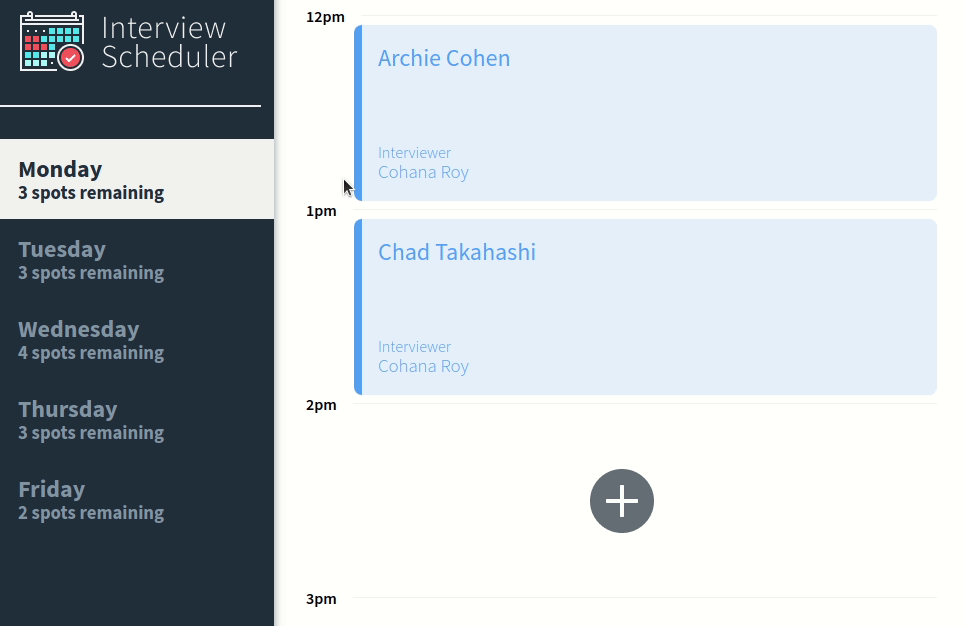 Interview
Scheduler
Monday
3 spots remaining
Tuesday
3 spots remaining
Wednesday
4 spots remaining
Thursday
3 spots remaining
Friday
2 spots remaining
12pm
Archie Cohen
Interviewer
Cohana Roy
1pm
Chad Takahashi
Interviewer
Cohana Roy
2pm
3pm